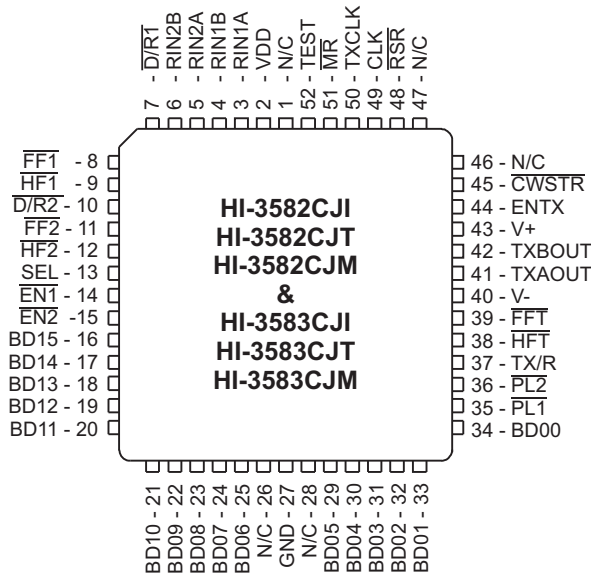 7 - D/R1
6 - RIN2B
5 - RIN2A
4 - RIN1B
3 - RIN1A
2 - VDD
1 - N/C
52 - TEST
51 - MR
50 - TXCLK
49 - CLK
48 - RSR
47 - N/C
FF1 - 8
HF1 - 9
D/R2 - 10
FF2 - 11
HF2 - 12
SEL - 13
EN1 - 14
EN2 -15
BD15 - 16
BD14 - 17
BD13 - 18
BD12 - 19
BD11 - 20
HI-3582CJI
HI-3582CJT
HI-3582CJM
&
HI-3583CJI
HI-3583CJT
HI-3583CJM
46 - N/C
45 - CWSTR
44 - ENTX
43 - V+
42 - TXBOUT
41 - TXAOUT
40 - V-
39 - FFT
38 - HFT
37 - TX/R
36 - PL2
35 - PL1
34 - BD00
BD10 - 21
BD09 - 22
BD08 - 23
BD07 - 24
BD06 - 25
N/C - 26
GND - 27
N/C - 28
BD05 - 29
BD04 - 30
BD03 - 31
BD02 - 32
BD01 - 33